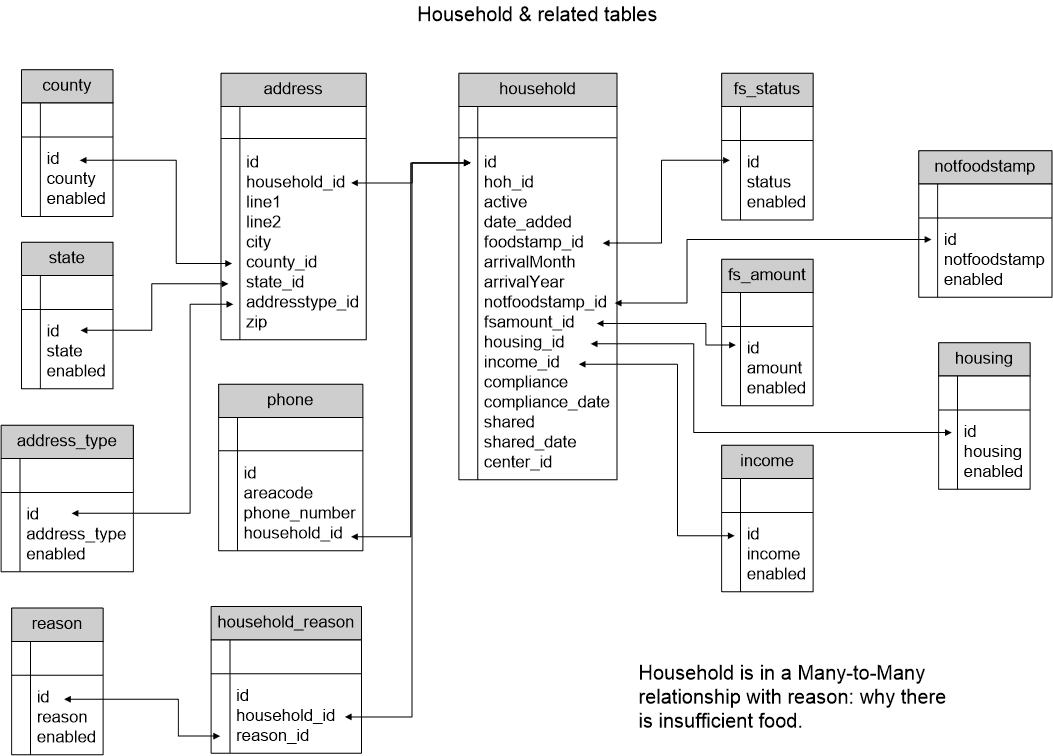 Household & related tables
county
id
county
enabled
state
id
state
enabled
address_type
id
address_type
enabled
reason
id
reason
enabled
address
id
household_id
line1
line2
city
county_id
state_id
addresstype_id
zip
phone
id
areacode
phone_number
household_id
household_reason
id
household_id
reason_id
household
id
hoh_id
active
date_added
foodstamp_id
arrivalMonth
arrivalYear
notfoodstamp_id
fsamount_id
housing_id
income_id
compliance
compliance_date
shared
shared_date
center_id
fs_status
id
status
enabled
fs_amount
id
amount
enabled
income
id
income
enabled
notfoodstamp
id
notfoodstamp
enabled
housing
id
housing
enabled
Household is in a Many-to-Many
relationship with reason: why there
is insufficient food.